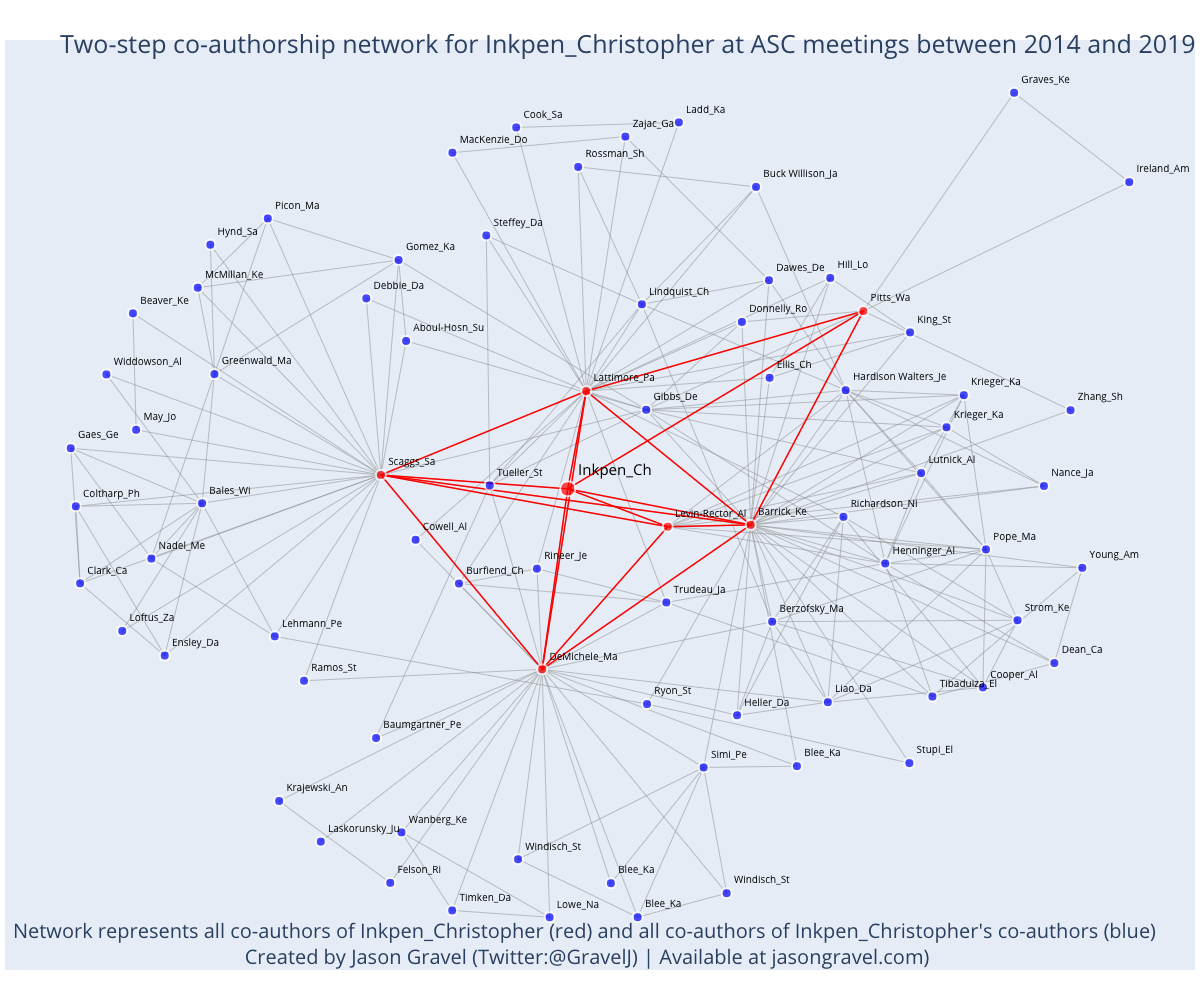 Two-step co-authorship network for Inkpen_Christopher at ASC meetings between 2014 and 2019
Graves_Ke
Cook_Sa
Ladd_Ka
Zajac_Ga
MacKenzie_Do
Rossman_Sh
Ireland_Am
Buck Willison_Ja
Picon_Ma
Steffey_Da
Hynd_Sa
Gomez_Ka
Hill_Lo
Dawes_De
McMillan_Ke
Debbie_Da
Lindquist_Ch
Pitts_Wa
Beaver_Ke
Donnelly_Ro
King_St
Aboul-Hosn_Su
Widdowson_Al
Greenwald_Ma
Ellis_Ch
Lattimore_Pa
Hardison Walters_Je
Krieger_Ka
Gibbs_De
Zhang_Sh
May_Jo
Krieger_Ka
Gaes_Ge
Scaggs_Sa
Lutnick_Al
Inkpen_Ch
Tueller_St
Nance_Ja
Coltharp_Ph
Bales_Wi
Richardson_Ni
Levin-Rector_Al
Barrick_Ke
Cowell_Al
Pope_Ma
Nadel_Me
Rineer_Je
Henninger_Al
Young_Am
Clark_Ca
Burfiend_Ch
Trudeau_Ja
Berzofsky_Ma
Strom_Ke
Loftus_Za
Lehmann_Pe
Ensley_Da
DeMichele_Ma
Dean_Ca
Ramos_St
Cooper_Al
Tibaduiza_El
Ryon_St
Liao_Da
Heller_Da
Baumgartner_Pe
Stupi_El
Simi_Pe
Blee_Ka
Krajewski_An
Wanberg_Ke
Laskorunsky_Ju
Windisch_St
Felson_Ri
Blee_Ka
Windisch_St
Timken_Da
Lowe_Na
Blee_Ka
Network represents all co-authors of Inkpen_Christopher (red) and all co-authors of Inkpen_Christopher's co-authors (blue)
Created by Jason Gravel (Twitter:@GravelJ) | Available at jasongravel.com)